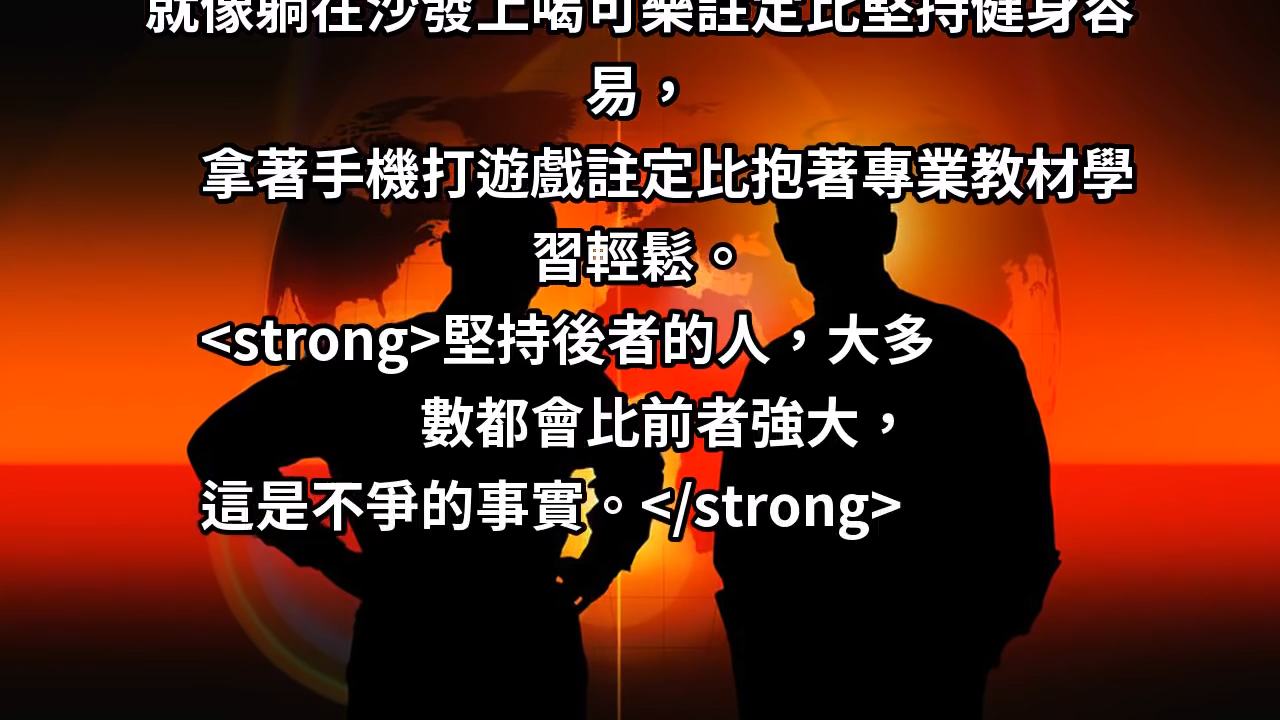 就像躺在沙發上喝可樂註定比堅持健身容
易，
拿著手機打遊戲註定比抱著專業教材學
習輕鬆。
<strong>堅持後者的人，大多
數都會比前者強大，
這是不爭的事實。</strong>